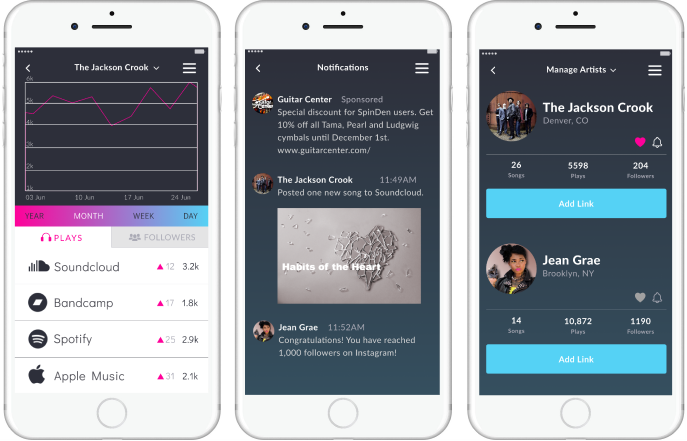 The Jackson Crook
6k
5k
4k
3k
2k
1k
03 Jun 10 Jun 17 Jun 24 Jun
YEAR MONTH WEEK DAY
PLAYS FOLLOWERS
Soundcloud 12 3.2k
Bandcamp 17 1.8k
Spotify 25 2.9k
Apple Music 31 2.1k
Notifications
Guitar Center Sponsored
Special discount for SpinDen users. Get
10% off all Tama, Pearl and Ludgwig
cymbals until December 1st.
www.guitarcenter.com/
The Jackson Crook 11:49AM
Posted one new song to Soundcloud.
Habits of the Heart
Jean Grae 11:52AM
Congratulations! You have reached
1,000 followers on Instagram!
Manage Artists
The Jackson Crook
Denver, CO
26 5598 204
Songs Plays Followers
Add Link
Jean Grae
Brooklyn, NY
14 10,872 1190
Songs Plays Followers
Add Link